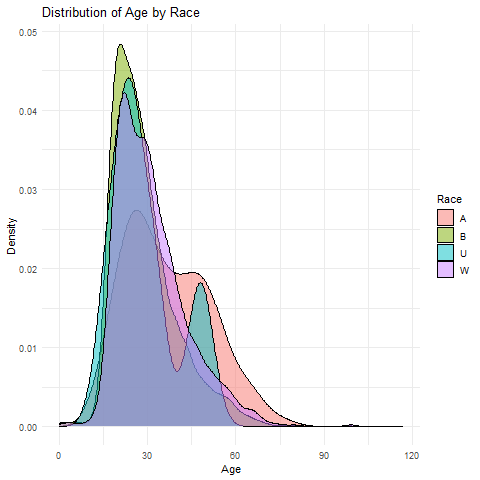 Distribution of Age by Race
0.05
0.04
0.03
0.02
0.01
0.00
Density
0 30 60 90 120
Age
Race
A
B
U
W